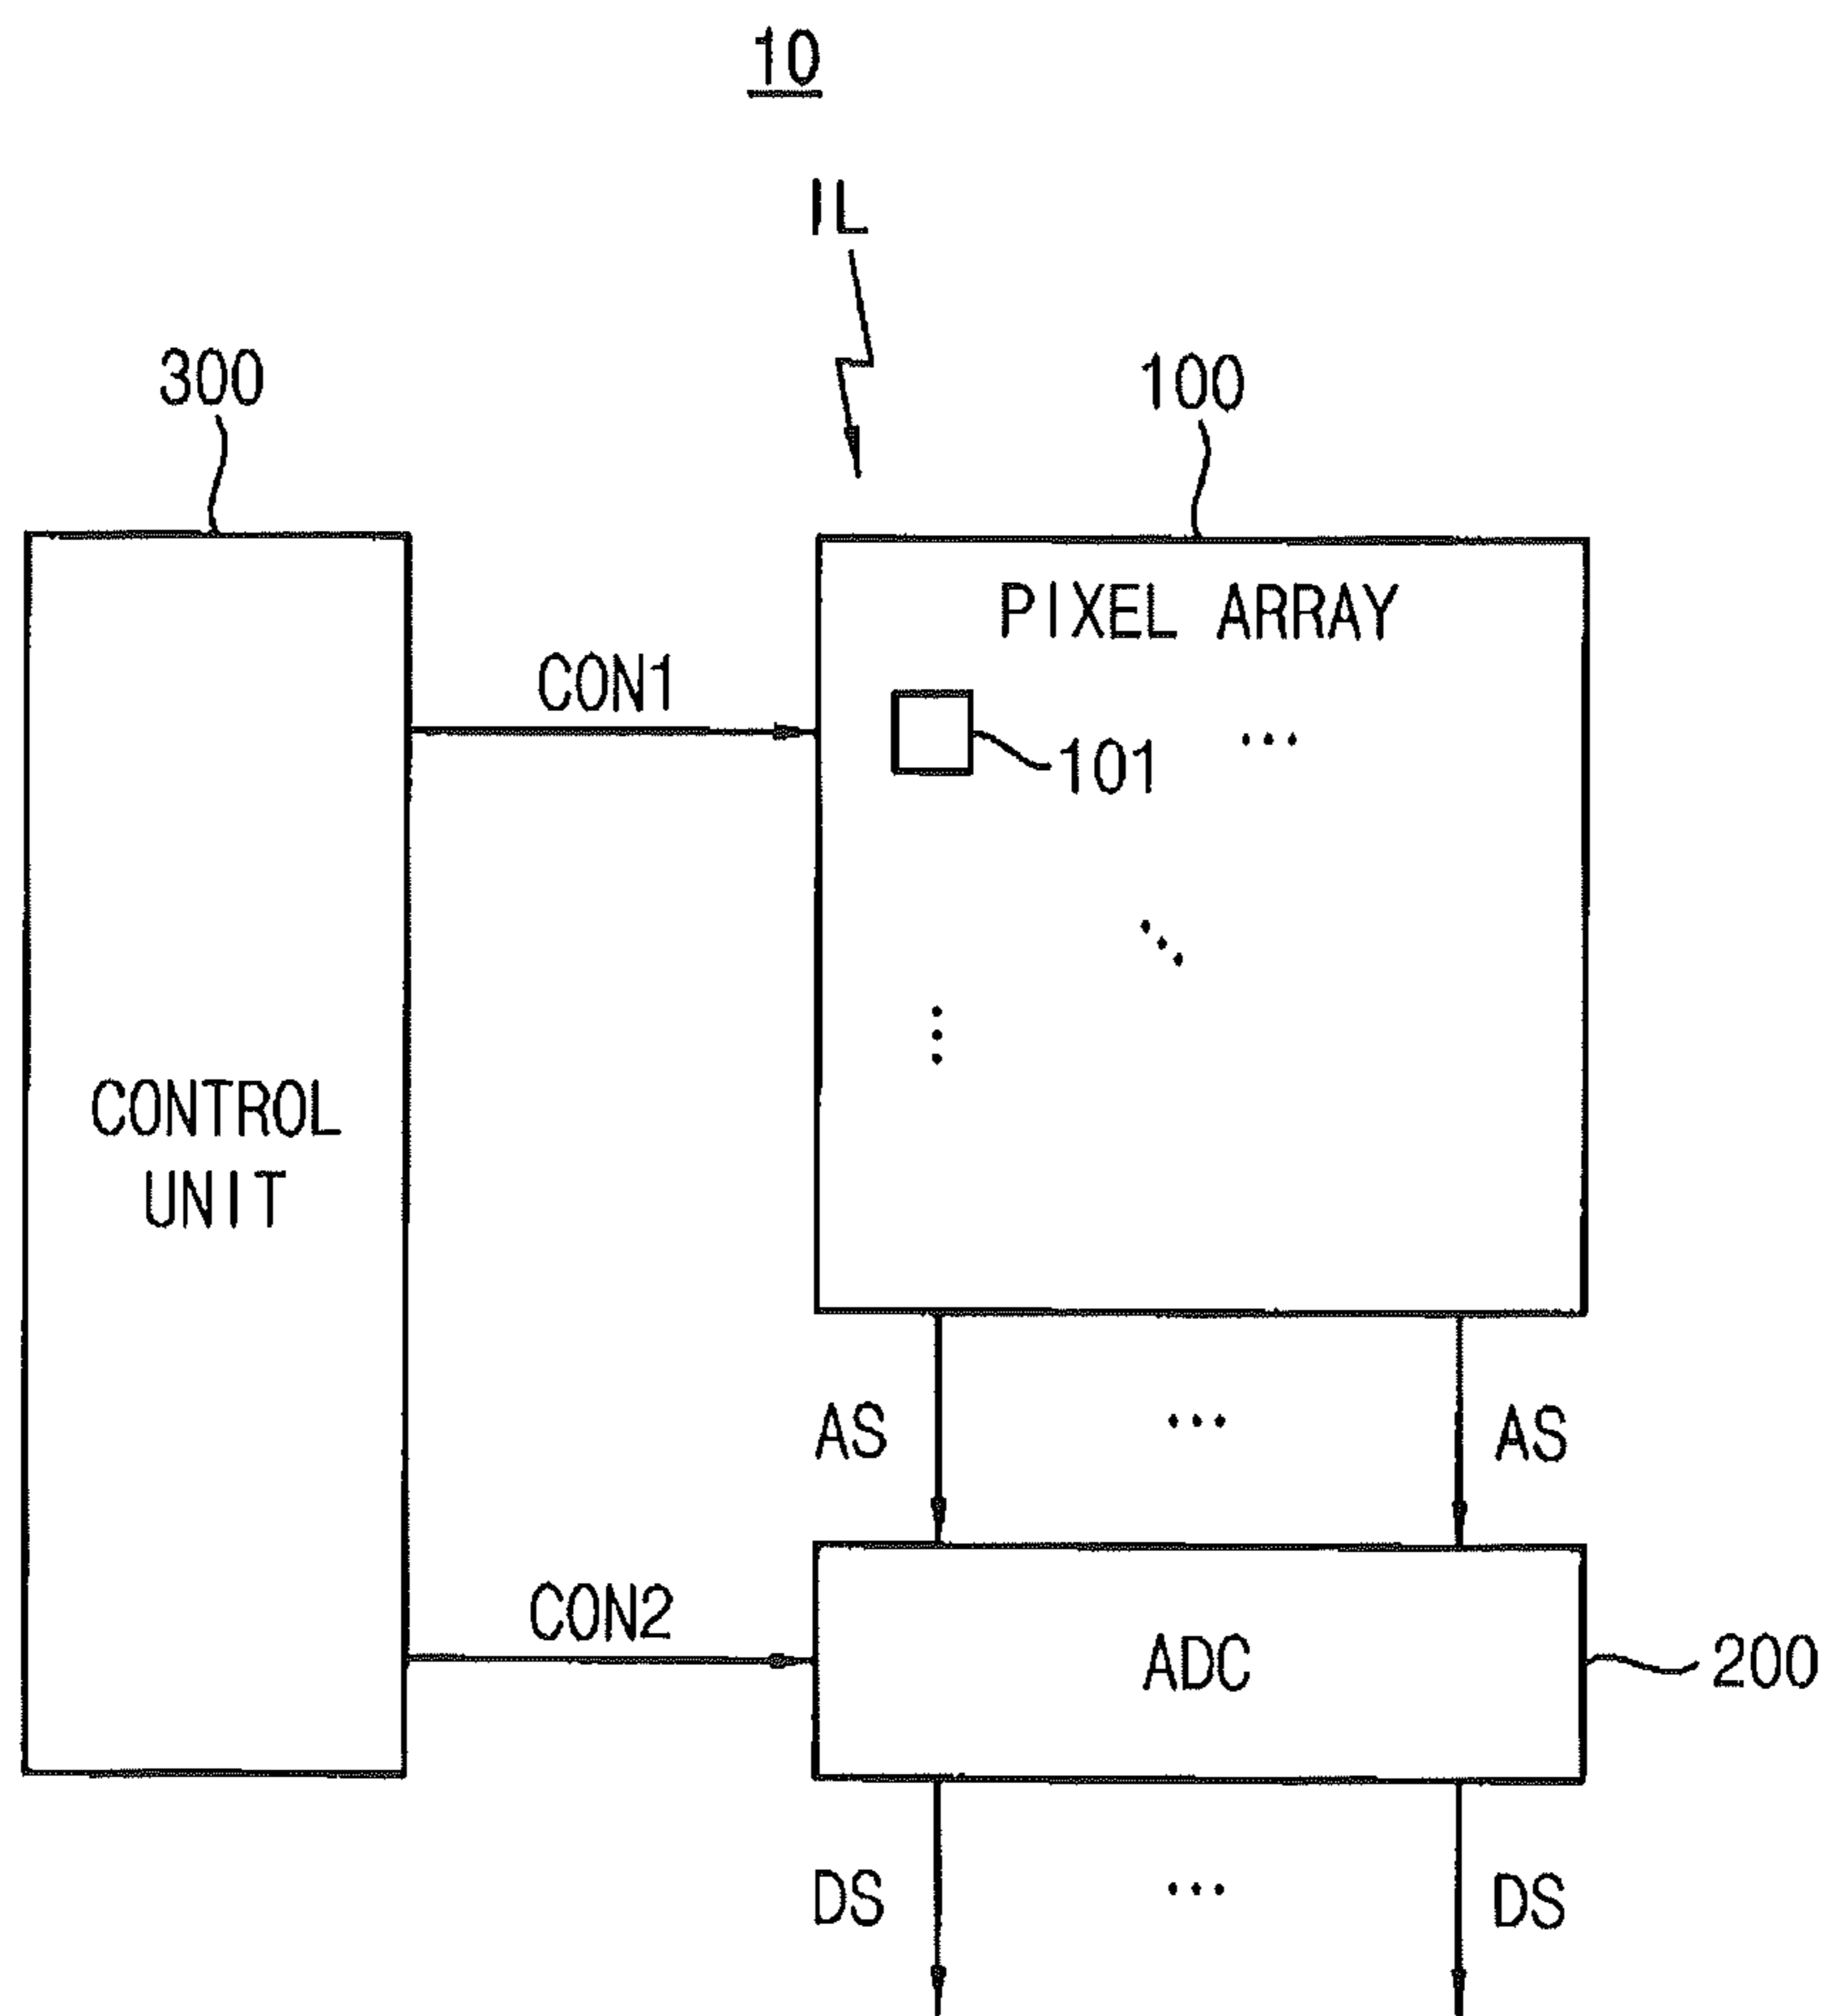 10
IL
300
100
PIXEL ARRAY
CON1
101
...
CONTROL
UNIT
AS
...
AS
CON2
ADC
200
DS
...
DS